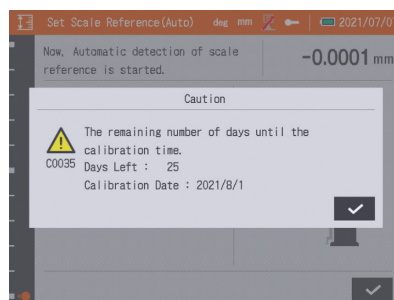 Set Scale Reference(Auto) deg mm 2021/07/0
Now, Automatic detection of scale
reference is started.
-0.0001 mm
Caution
The remaining number of days until the
calibration time.
C0035
Days Left : 25
Calibration Date : 2021/8/1